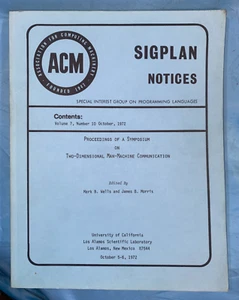 ASSOCIATION FOR COMPUTING MACHINERY
ACM
FOUNDED 1947
SIGPLAN
NOTICES
SPECIAL INTEREST GROUP ON PROGRAMMING LANGUAGES
Contents:
Volume 7, Number 10 October, 1972
PROCEEDINGS OF A SYMPOSIUM
ON
TWO-DIMENSIONAL MAN-MACHINE COMMUNICATION
Edited By
Mark B. Wells and James B. Morris
University of California
Los Alamos Scientific Laboratory
Los Alamos, New Mexico 87544
October 5-6, 1972